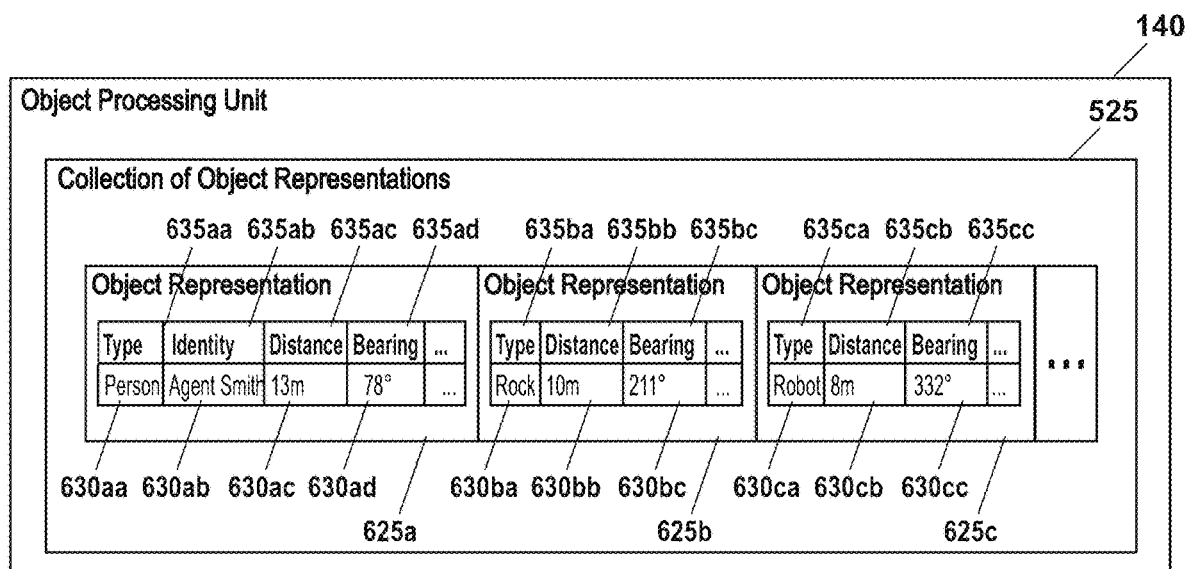 140
Object Processing Unit
525
Collection of Object Representations
635aa 635ab 635ac 635ad 635ba 635bb 635bc 635ca 635cb 635cc
Object Representation Object Representation Object Representation
Type Identity Distance Bearing ... Type Distance Bearing ... Type Distance Bearing ...
Person Agent Smith 13m 78° ... Rock 10m 211° ... Robot 8m 332° ...
...
630aa 630ab 630ac 630ad 630ba 630bb 630bc 630ca 630cb 630cc
625a 625b 625c